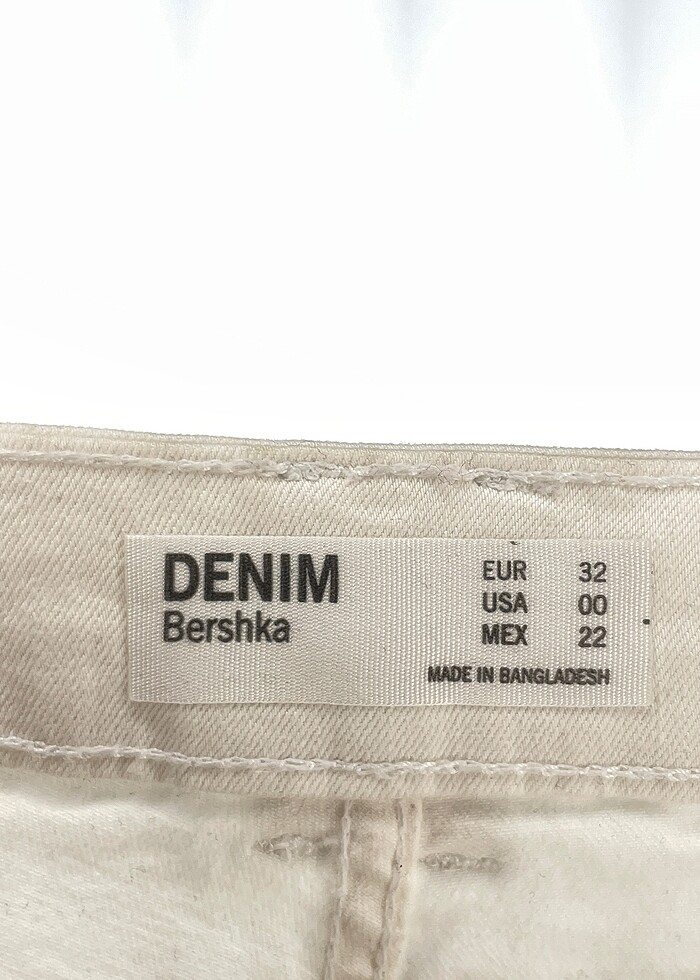 DENIM
Bershka
EUR 32
USA 00
MEX 22
MADE IN BANGLADESH